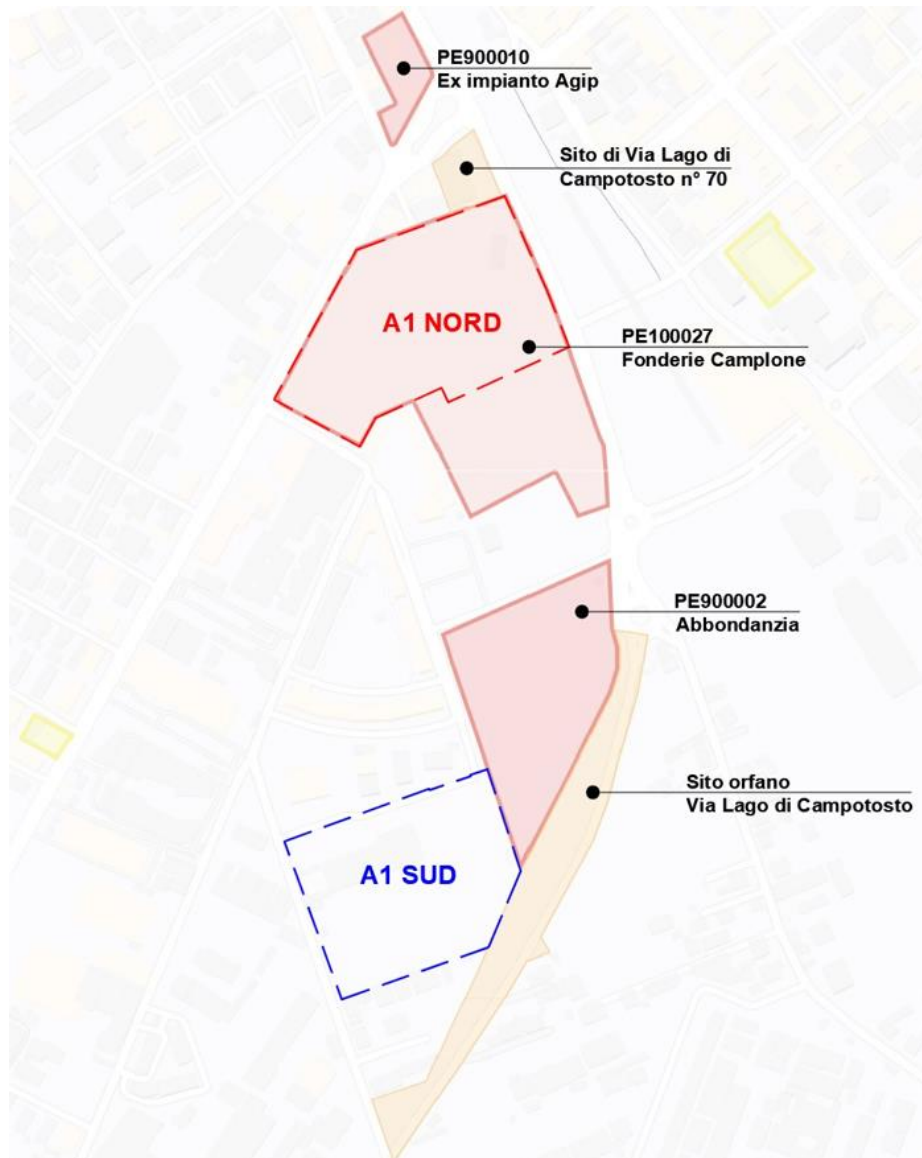 PE900010
Ex impianto Agip
Sito di Via Lago di
Campotosto n° 70
A1 NORD
PE100027
Fonderie Camplone
PE900002
Abbondanzia
Sito orfano
Via Lago di Campotosto
A1 SUD